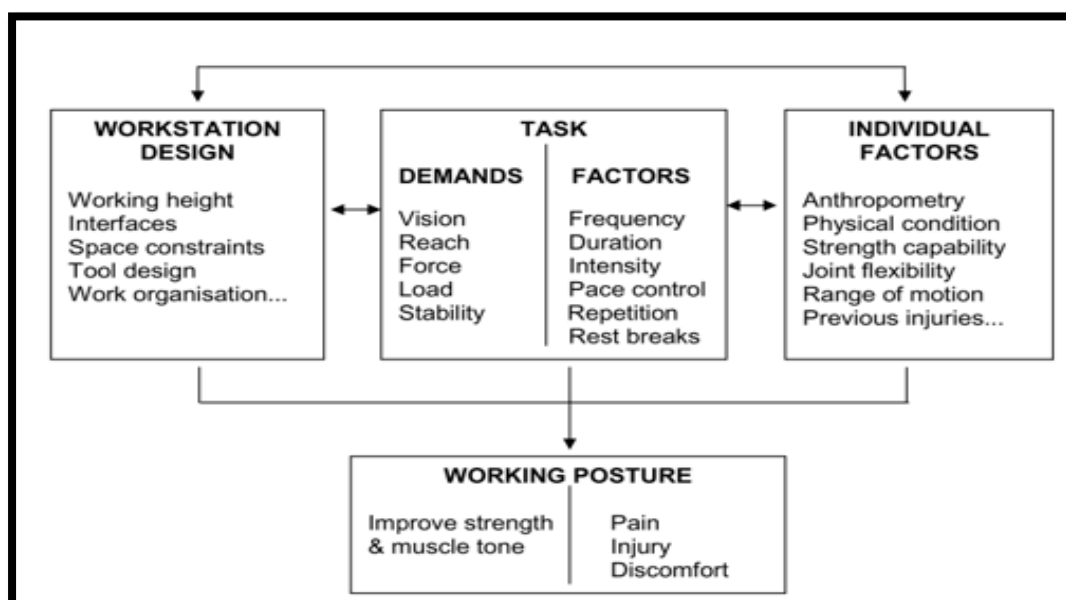 WORKSTATION
DESIGN
Working height
Interfaces
Space constraints
Tool design
Work organisation...
TASK
DEMANDS
Vision
Reach
Force
Load
Stability
FACTORS
Frequency
Duration
Intensity
Pace control
Repetition
Rest breaks
INDIVIDUAL
FACTORS
Anthropometry
Physical condition
Strength capability
Joint flexibility
Range of motion
Previous injuries...
WORKING POSTURE
Improve strength
& muscle tone
Pain
Injury
Discomfort